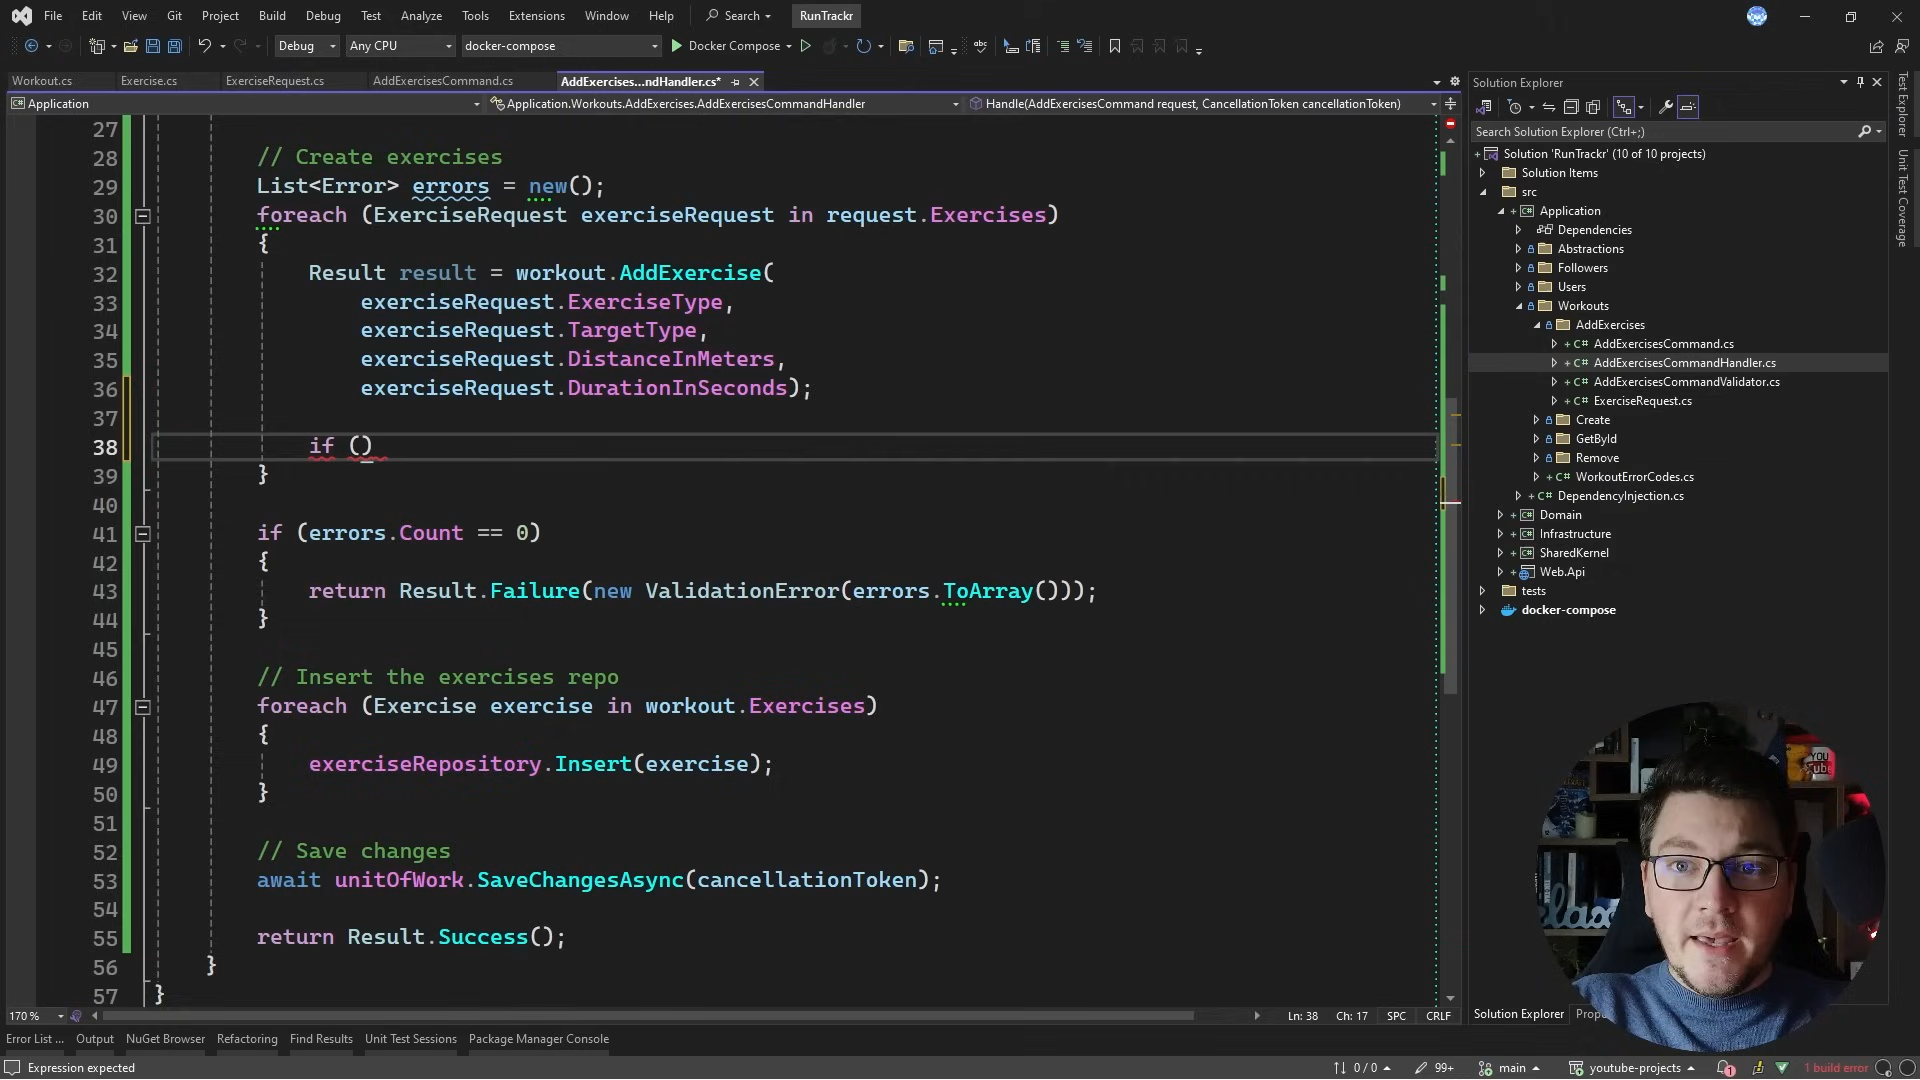 File Edit View Git Project Build Debug Test Analyze Tools Extensions Window Help Search RunTrackr
Debug Any CPU docker-compose Docker Compose
Workout.cs Exercise.cs ExerciseRequest.cs AddExercisesCommand.cs AddExercises...ndHandler.cs*
Application Application.Workouts.AddExercises.AddExercisesCommandHandler Handle(AddExercisesCommand request, CancellationToken cancellationToken)
27
28 // Create exercises
29 List<Error> errors = new();
30 foreach (ExerciseRequest exerciseRequest in request.Exercises)
31 {
32 Result result = workout.AddExercise(
33 exerciseRequest.ExerciseType,
34 exerciseRequest.TargetType,
35 exerciseRequest.DistanceInMeters,
36 exerciseRequest.DurationInSeconds);
37
38 if ()
39 }
40
41 if (errors.Count == 0)
42 {
43 return Result.Failure(new ValidationError(errors.ToArray()));
44 }
45
46 // Insert the exercises repo
47 foreach (Exercise exercise in workout.Exercises)
48 {
49 exerciseRepository.Insert(exercise);
50 }
51
52 // Save changes
53 await unitOfWork.SaveChangesAsync(cancellationToken);
54
55 return Result.Success();
56 }
57 }
170 % Ln: 38 Ch: 17 SPC CRLF
Error List ... Output NuGet Browser Refactoring Find Results Unit Test Sessions Package Manager Console
Expression expected 0 / 0 99+ main youtube-projects 1 1 build error
Solution Explorer
Search Solution Explorer (Ctrl+;)
Solution 'RunTrackr' (10 of 10 projects)
Solution Items
src
Application
Dependencies
Abstractions
Followers
Users
Workouts
AddExercises
AddExercisesCommand.cs
AddExercisesCommandHandler.cs
AddExercisesCommandValidator.cs
ExerciseRequest.cs
Create
GetById
Remove
WorkoutErrorCodes.cs
DependencyInjection.cs
Domain
Infrastructure
SharedKernel
Web.Api
tests
docker-compose
Solution Explorer
Test Explorer
Unit Test Coverage
YOU
Tube